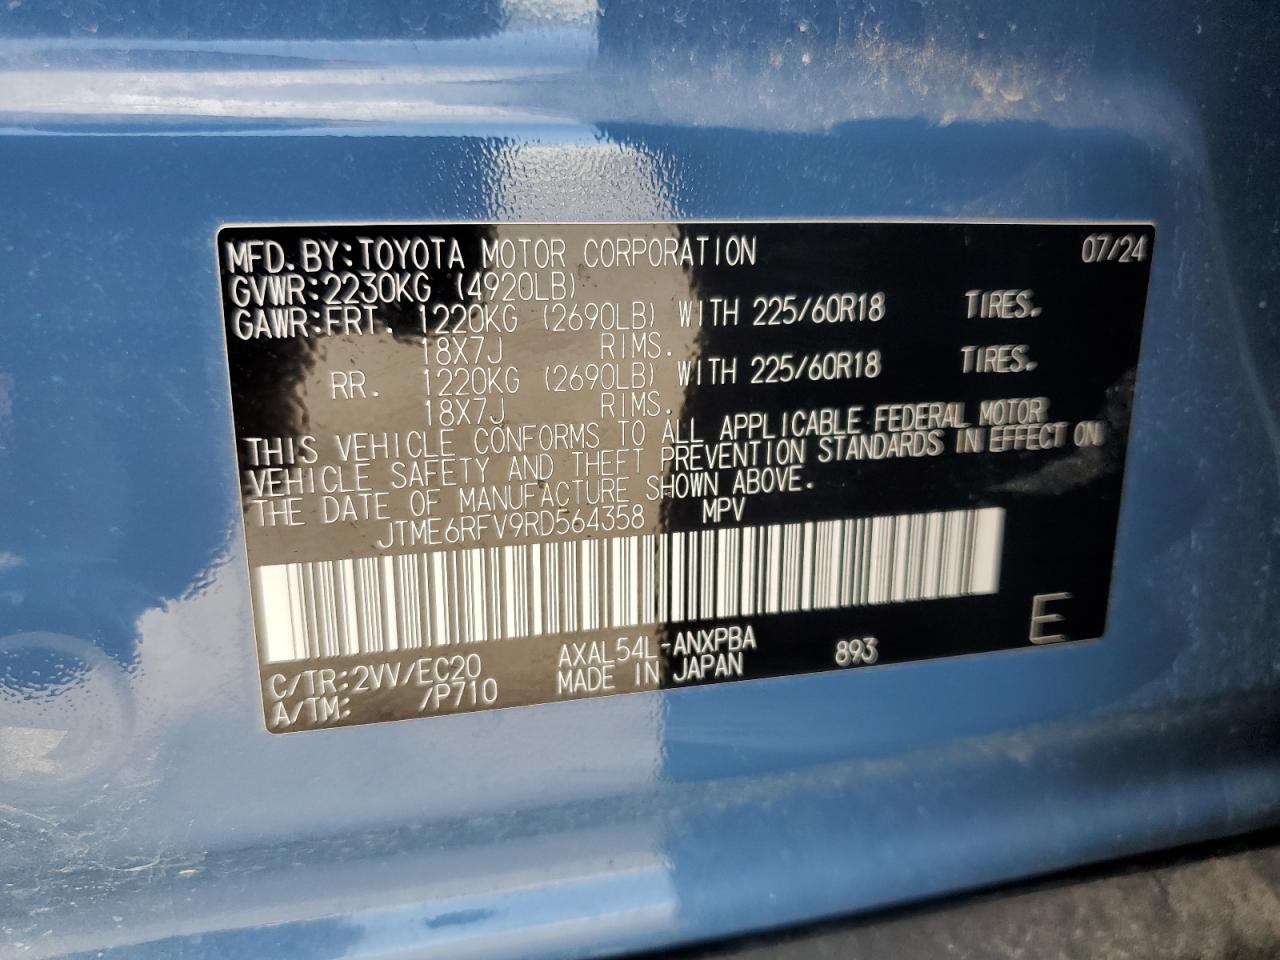 MFD.BY:TOYOTA MOTOR CORPORATION 07/24
GVWR:2230KG (4920LB)
GAWR:FRT. 1220KG (2690LB) WITH 225/60R18 TIRES.
18X7J RIMS.
RR. 1220KG (2690LB) WITH 225/60R18 TIRES.
18X7J RIMS.
THIS VEHICLE CONFORMS TO ALL APPLICABLE FEDERAL MOTOR
VEHICLE SAFETY AND THEFT PREVENTION STANDARDS IN EFFECT ON
THE DATE OF MANUFACTURE SHOWN ABOVE.
JTME6RFV9RD564358 MPV
C/TR:2VV/EC20 AXAL54L-ANXPBA 893 E
A/TM: /P710 MADE IN JAPAN